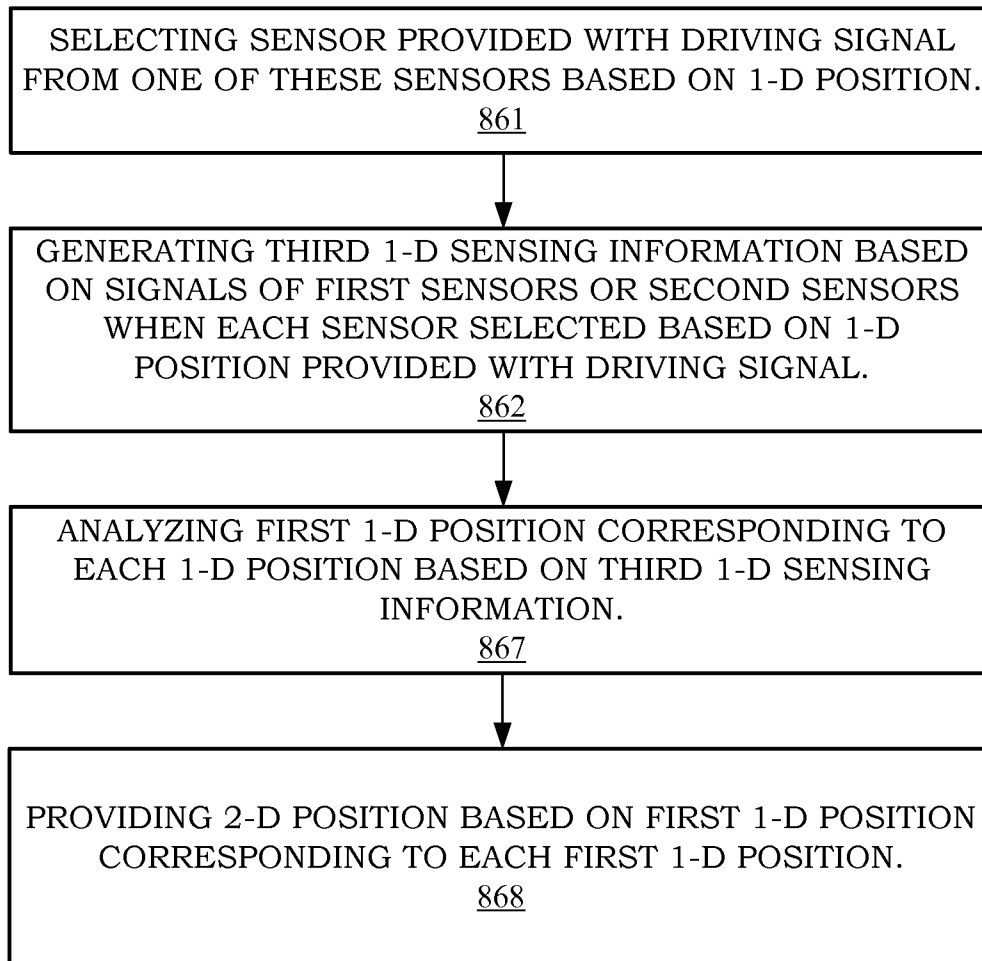 SELECTING SENSOR PROVIDED WITH DRIVING SIGNAL
FROM ONE OF THESE SENSORS BASED ON 1-D POSITION.
861
GENERATING THIRD 1-D SENSING INFORMATION BASED
ON SIGNALS OF FIRST SENSORS OR SECOND SENSORS
WHEN EACH SENSOR SELECTED BASED ON 1-D
POSITION PROVIDED WITH DRIVING SIGNAL.
862
ANALYZING FIRST 1-D POSITION CORRESPONDING TO
EACH 1-D POSITION BASED ON THIRD 1-D SENSING
INFORMATION.
867
PROVIDING 2-D POSITION BASED ON FIRST 1-D POSITION
CORRESPONDING TO EACH FIRST 1-D POSITION.
868